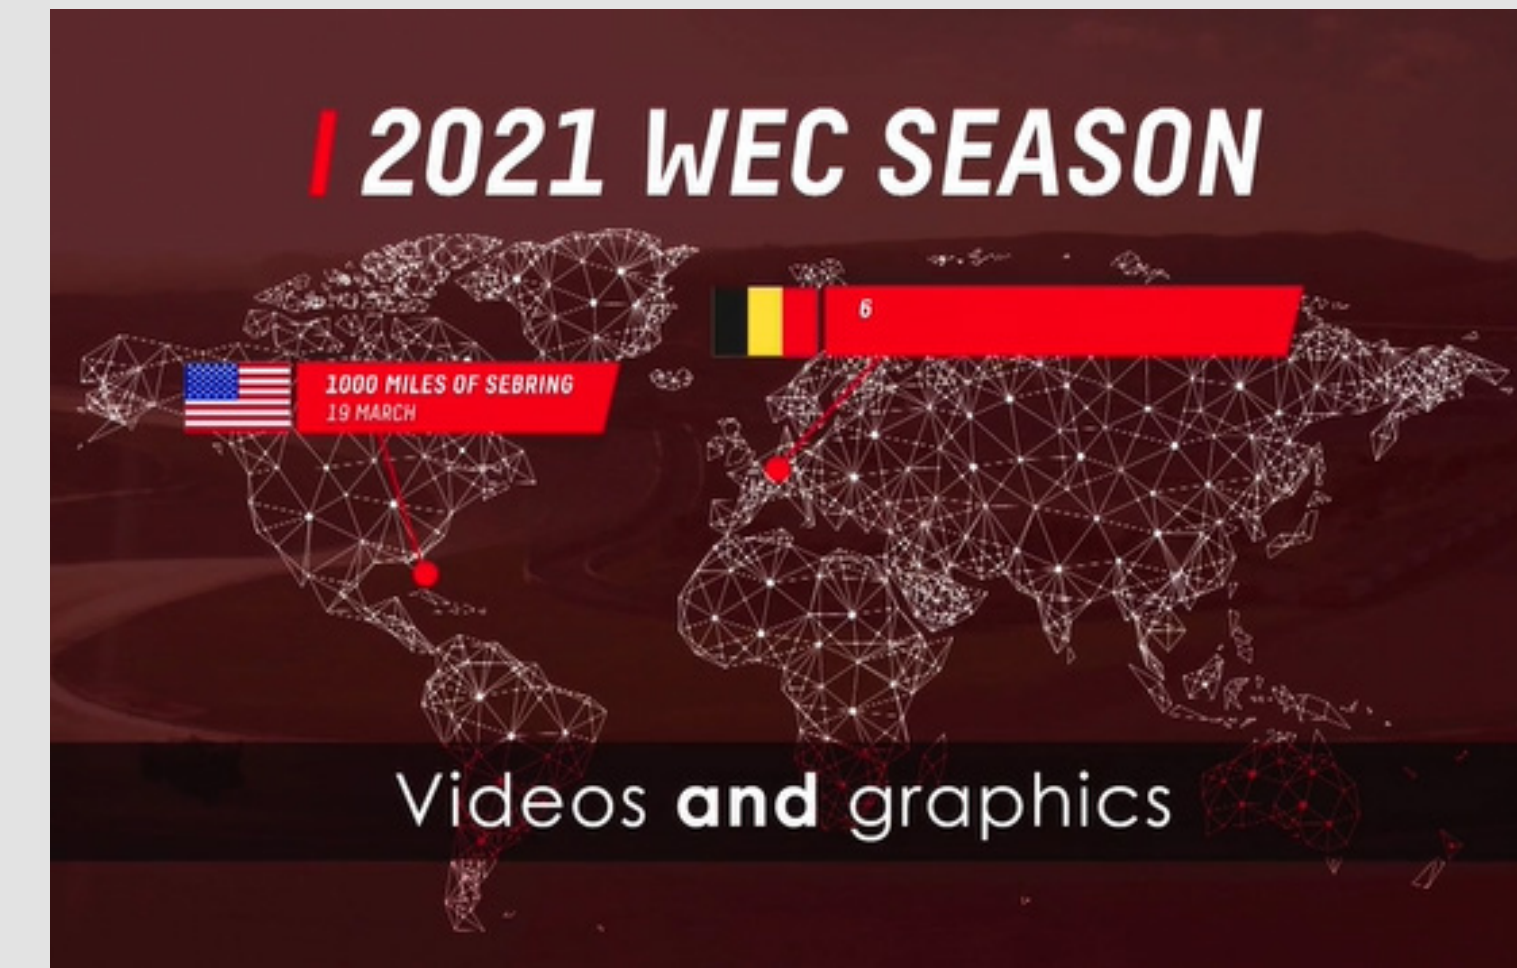 2021 WEC SEASON
6
1000 MILES OF SEBRING
19 MARCH
Videos and graphics